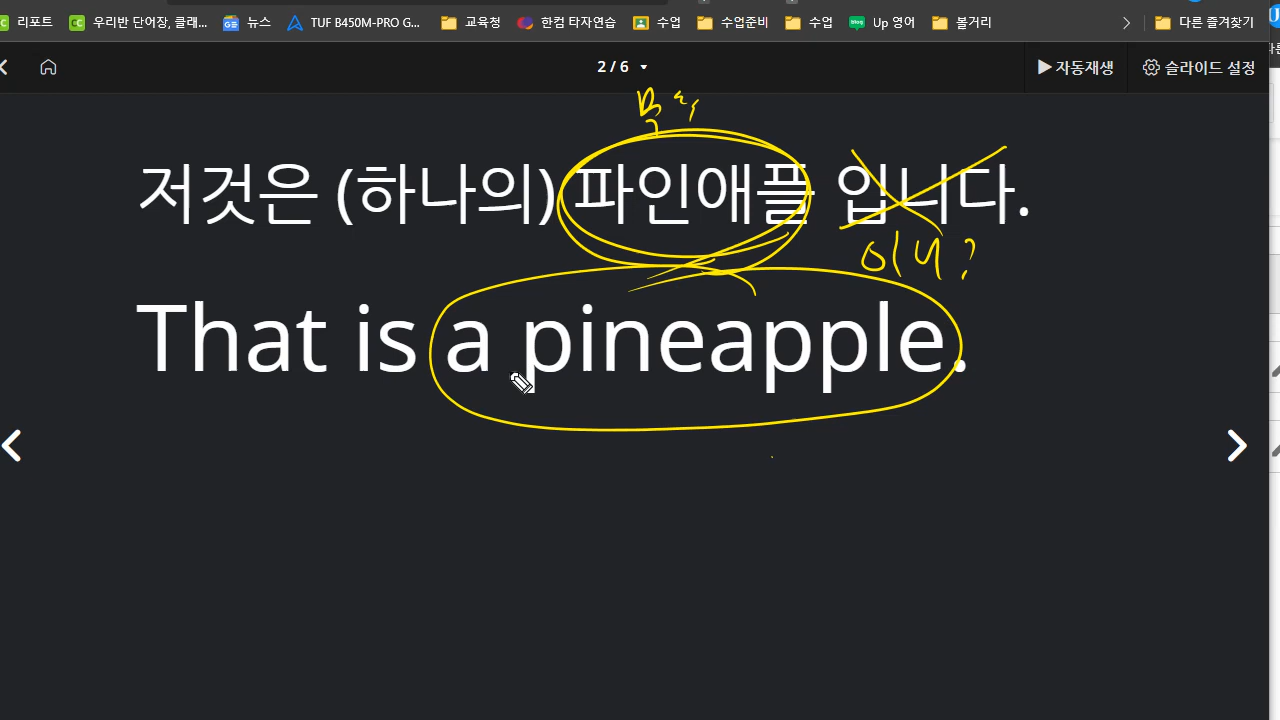 리포트 우리반 단어장, 클래... 뉴스 TUF B450M-PRO G... 교육청 한컴 타자연습 수업 수업준비 수업 Up 영어 볼거리 다른 즐겨찾기
2 / 6 자동재생 슬라이드 설정
저것은 (하나의) 파인애플 입니다.
That is a pineapple.